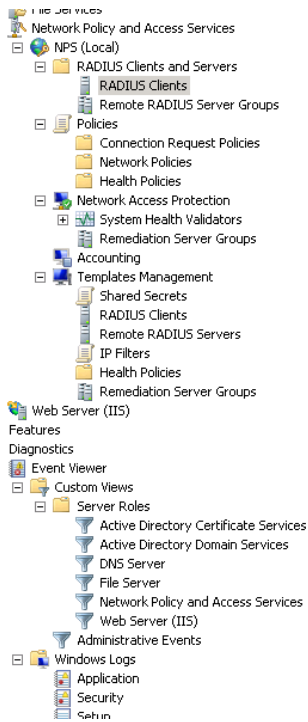 File Services
Network Policy and Access Services
NPS (Local)
RADIUS Clients and Servers
RADIUS Clients
Remote RADIUS Server Groups
Policies
Connection Request Policies
Network Policies
Health Policies
Network Access Protection
System Health Validators
Remediation Server Groups
Accounting
Templates Management
Shared Secrets
RADIUS Clients
Remote RADIUS Servers
IP Filters
Health Policies
Remediation Server Groups
Web Server (IIS)
Features
Diagnostics
Event Viewer
Custom Views
Server Roles
Active Directory Certificate Services
Active Directory Domain Services
DNS Server
File Server
Network Policy and Access Services
Web Server (IIS)
Administrative Events
Windows Logs
Application
Security
Setup